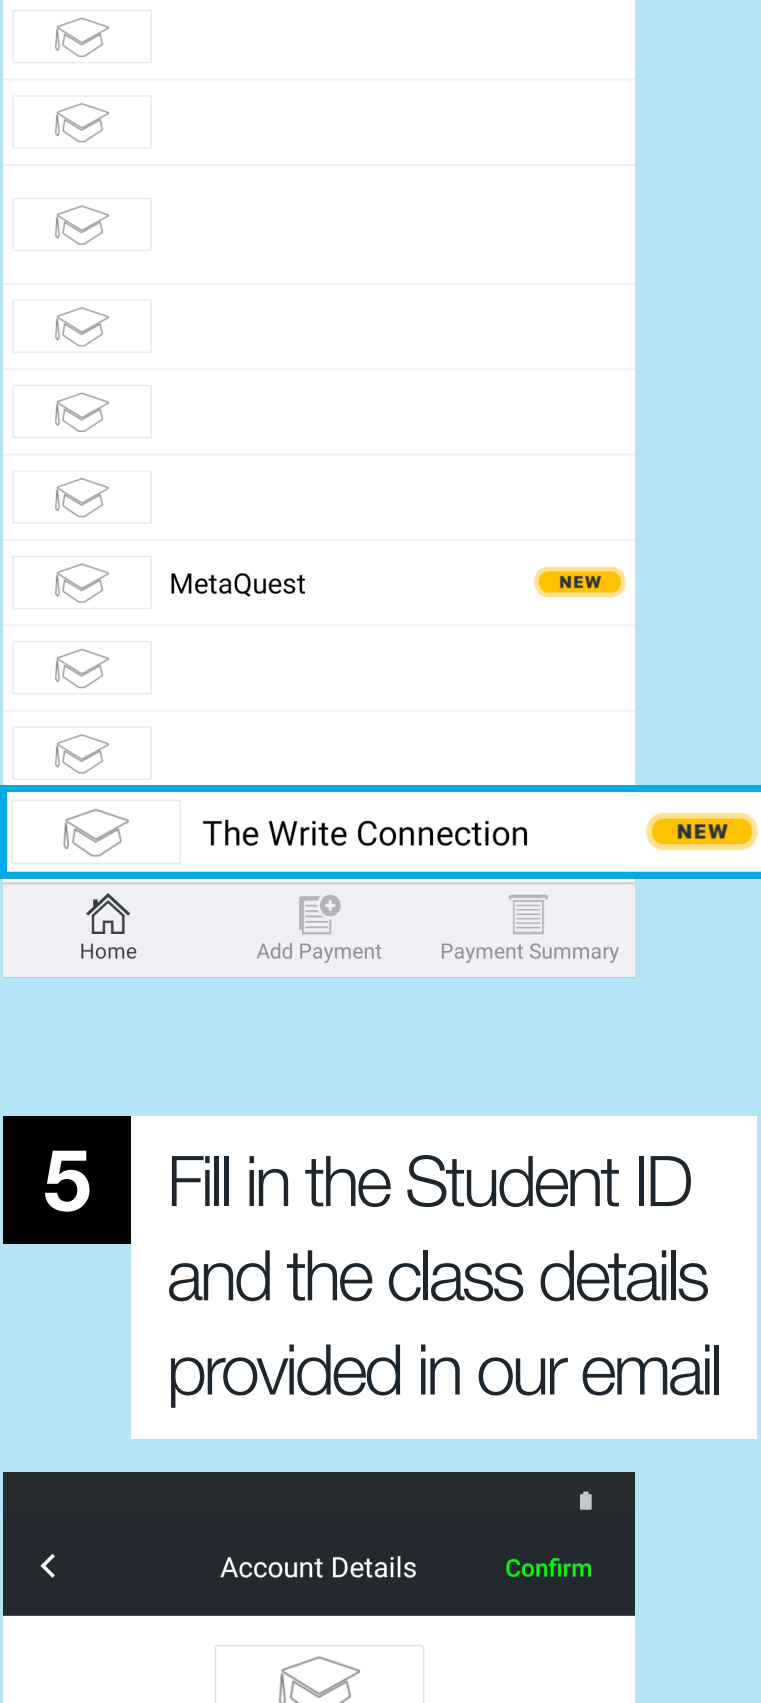 MetaQuest NEW
The Write Connection NEW
Home Add Payment Payment Summary
5 Fill in the Student ID
and the class details
provided in our email
Account Details Confirm